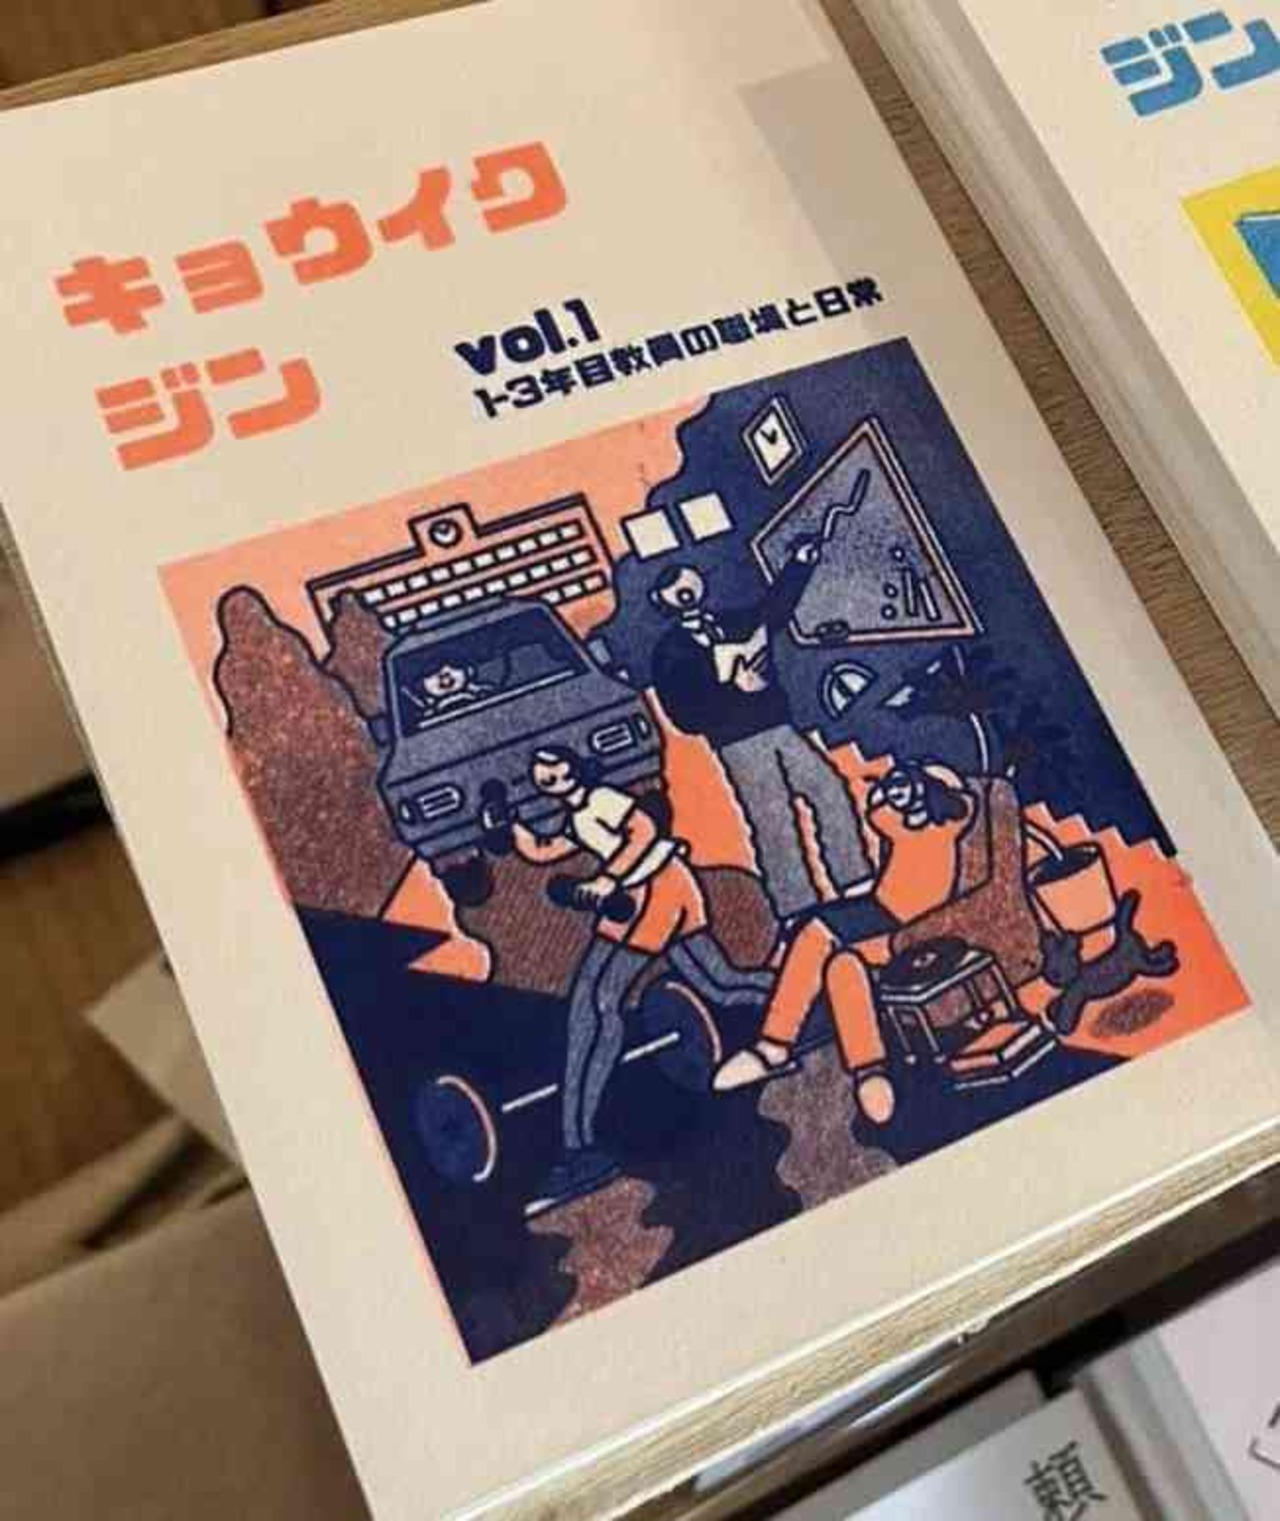 キョウイク
ジン
vol.1
1-3年目教員の職場と日常
ジン